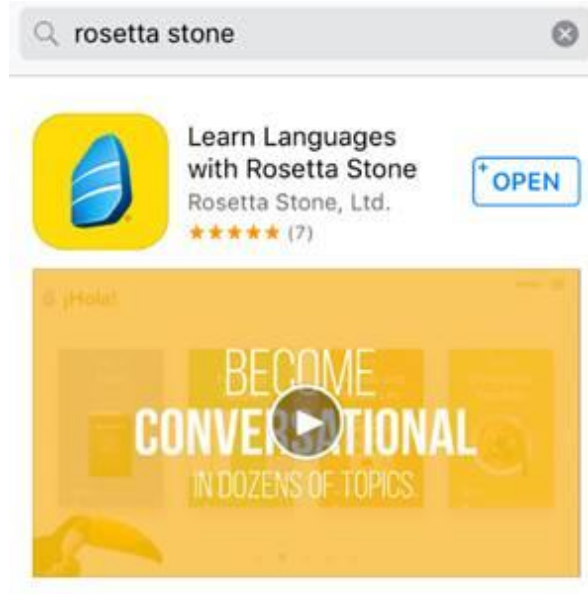 rosetta stone
Learn Languages
with Rosetta Stone
Rosetta Stone, Ltd.
(7)
+ OPEN
¡Hola!
BECOME
CONVERSATIONAL
IN DOZENS OF TOPICS